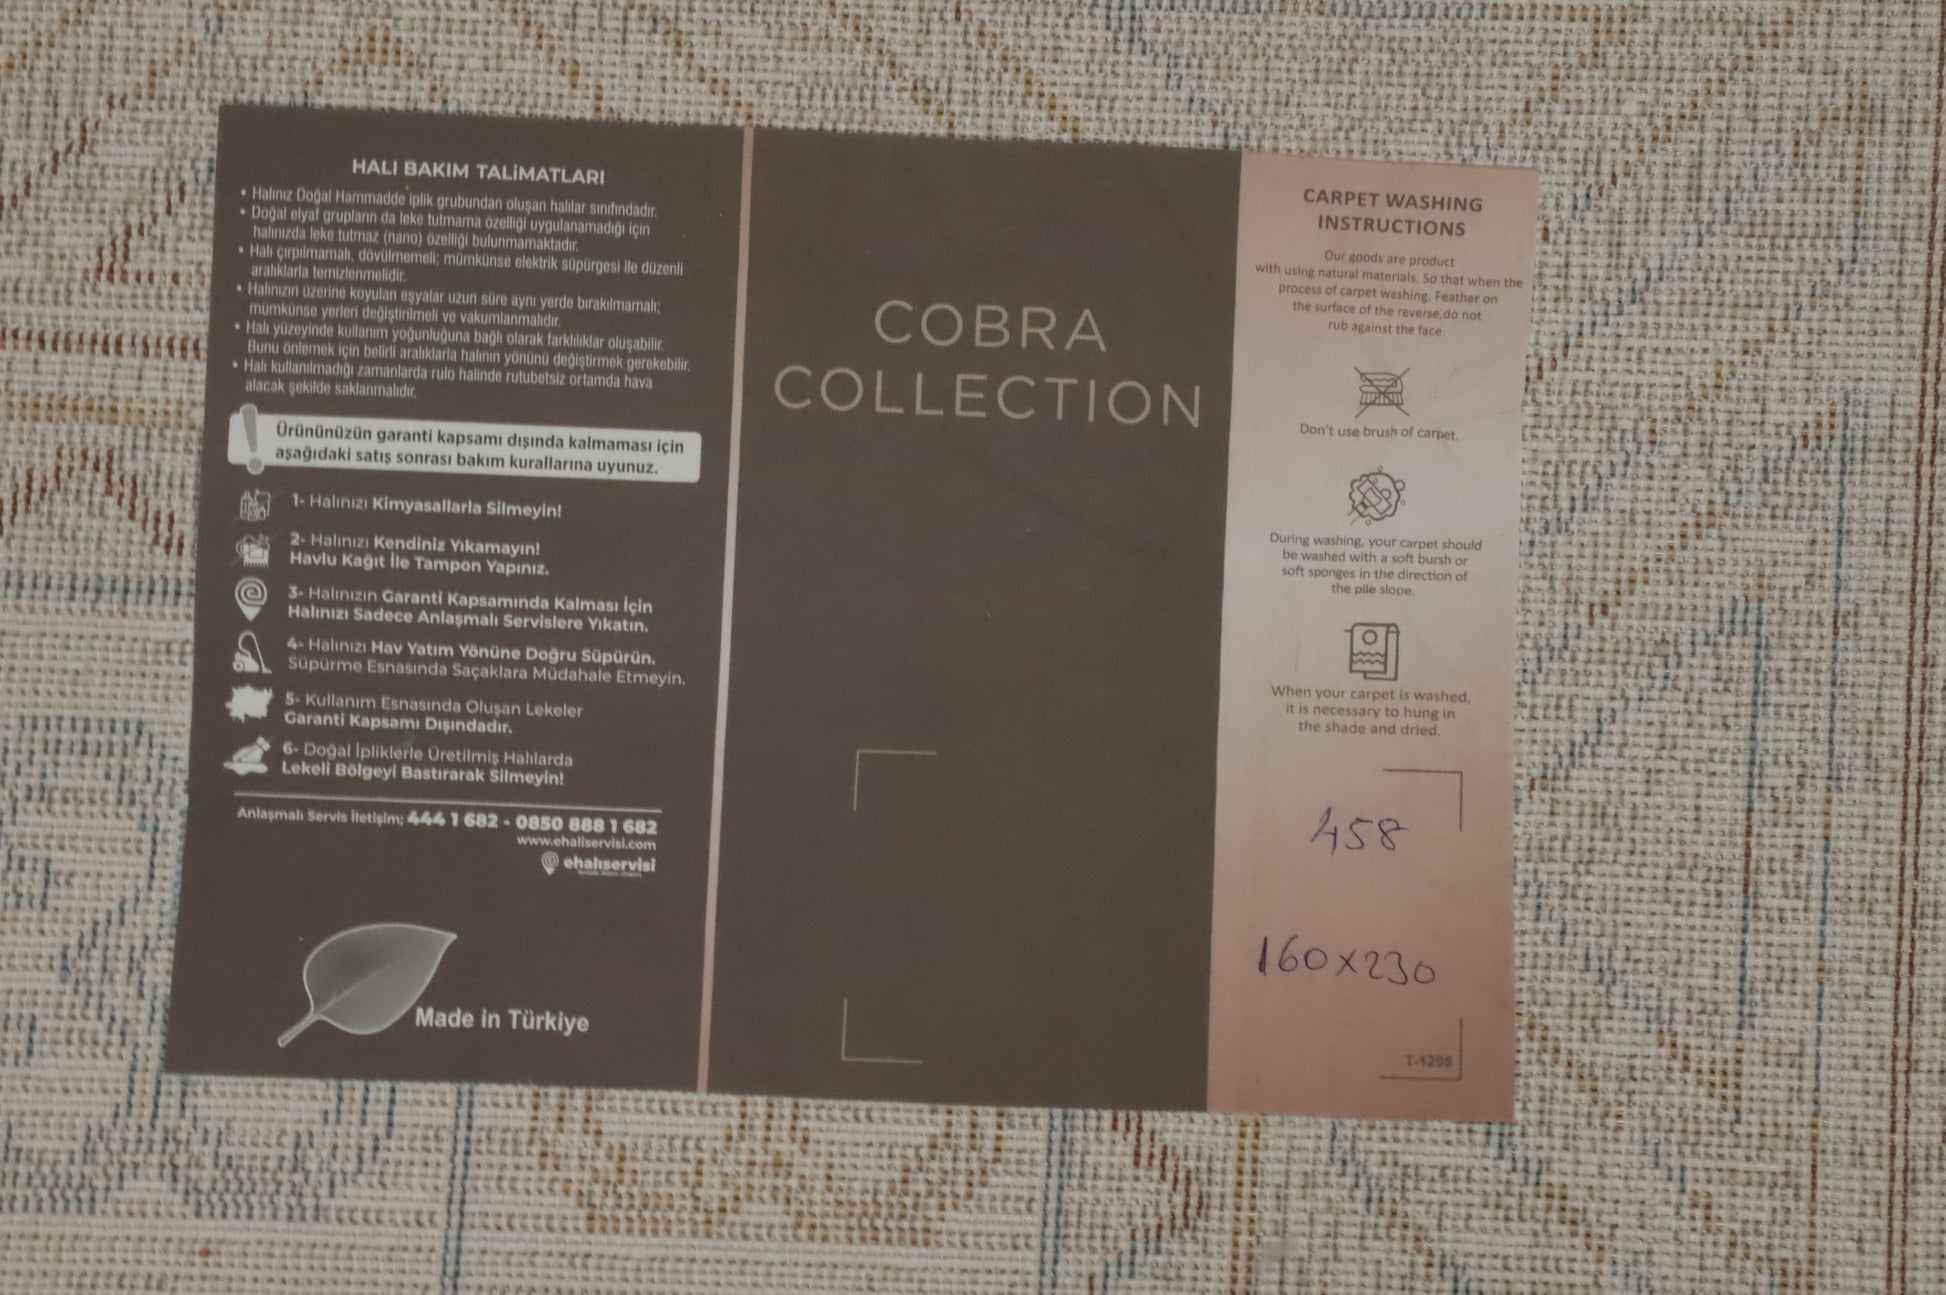 HALI BAKIM TALİMATLARI
• Halınız Doğal Hammadde İplik grubundan oluşan halılar sınıfındadır.
• Doğal elyaf grupların da leke tutmama özelliği uygulanamadığı için
halınızda leke tutmaz (nano) özelliği bulunmamaktadır.
• Halı çırpılmamalı, dövülmemeli; mümkünse elektrik süpürgesi ile düzenli
aralıklarla temizlenmelidir.
• Halınızın üzerine koyulan eşyalar uzun süre aynı yerde bırakılmamalı;
mümkünse yerleri değiştirilmeli ve vakumlanmalıdır.
• Halı yüzeyinde kullanım yoğunluğuna bağlı olarak farklılıklar oluşabilir.
Bunu önlemek için belirli aralıklarla halının yönünü değiştirmek gerekebilir.
• Halı kullanılmadığı zamanlarda rulo halinde rutubetsiz ortamda hava
alacak şekilde saklanmalıdır.
Ürününüzün garanti kapsamı dışında kalmaması için
aşağıdaki satış sonrası bakım kurallarına uyunuz.
1- Halınızı Kimyasallarla Silmeyin!
2- Halınızı Kendiniz Yıkamayın!
Havlu Kağıt İle Tampon Yapınız.
3- Halınızın Garanti Kapsamında Kalması İçin
Halınızı Sadece Anlaşmalı Servislere Yıkatın.
4- Halınızı Hav Yatım Yönüne Doğru Süpürün.
Süpürme Esnasında Saçaklara Müdahale Etmeyin.
5- Kullanım Esnasında Oluşan Lekeler
Garanti Kapsamı Dışındadır.
6- Doğal İpliklerle Üretilmiş Halılarda
Lekeli Bölgeyi Bastırarak Silmeyin!
Anlaşmalı Servis İletişim; 444 1 682 - 0850 888 1 682
www.ehaliservisi.com
ehalıservisi
Made in Türkiye
COBRA
COLLECTION
CARPET WASHING
INSTRUCTIONS
Our goods are product
with using natural materials. So that when the
process of carpet washing. Feather on
the surface of the reverse,do not
rub against the face.
Don't use brush of carpet.
During washing, your carpet should
be washed with a soft bursh or
soft sponges in the direction of
the pile slope.
When your carpet is washed,
it is necessary to hung in
the shade and dried.
458
160x230
T-1298